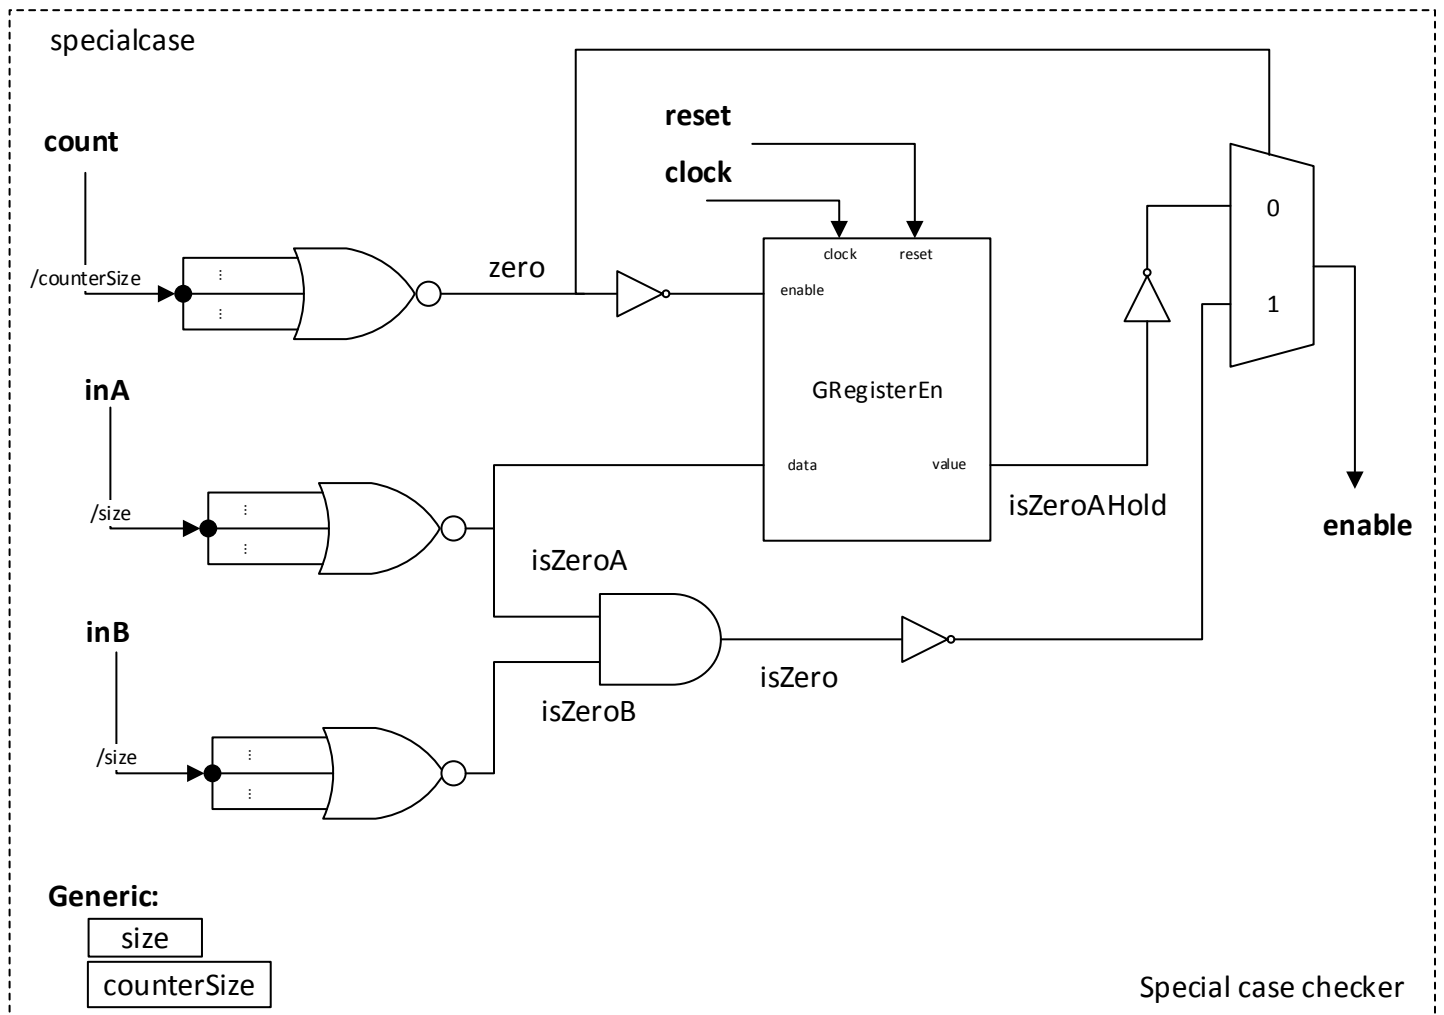 specialcase
count
reset
clock
/counterSize
⋮
⋮
zero
clock
reset
enable
0
1
inA
GRegisterEn
/size
⋮
⋮
data
value
isZeroAHold
enable
isZeroA
inB
isZero
isZeroB
/size
⋮
⋮
Generic:
size
counterSize
Special case checker